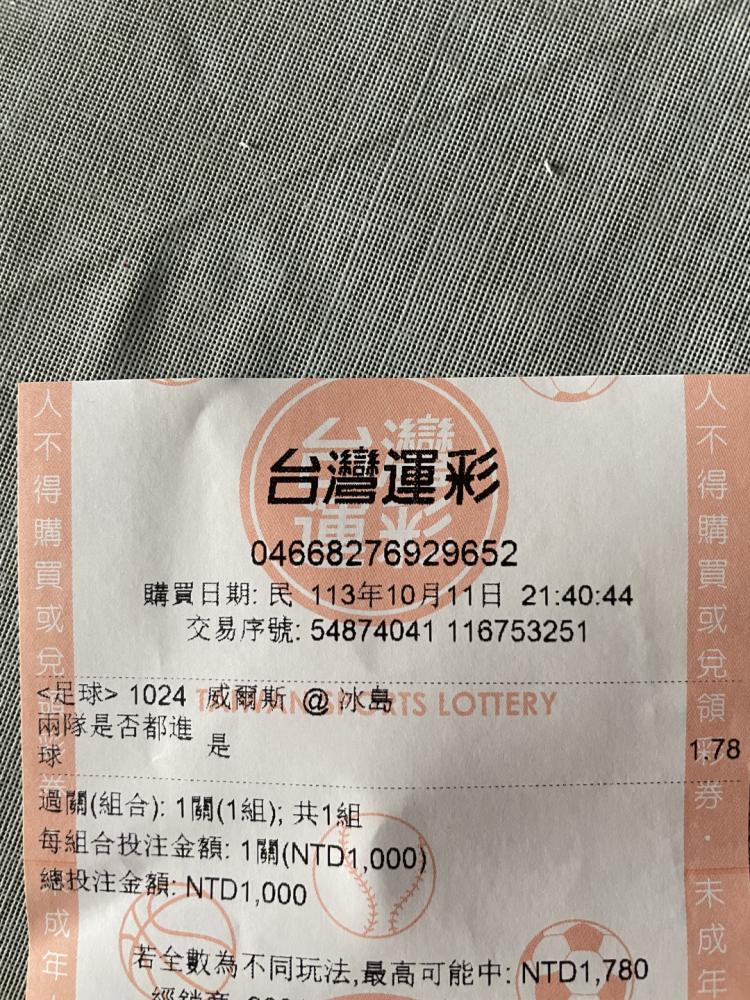 台灣運彩
04668276929652
購買日期: 民 113年10月11日 21:40:44
交易序號: 54874041 116753251
<足球> 1024 威爾斯 @ 冰島
TAIWAN SPORTS LOTTERY
兩隊是否都進球 是 1.78
過關(組合): 1關(1組); 共1組
每組合投注金額: 1關(NTD1,000)
總投注金額: NTD1,000
若全數為不同玩法,最高可能中: NTD1,780
人不得購買或兌領彩券・未成年
人不得購買或兌領彩券・未成年